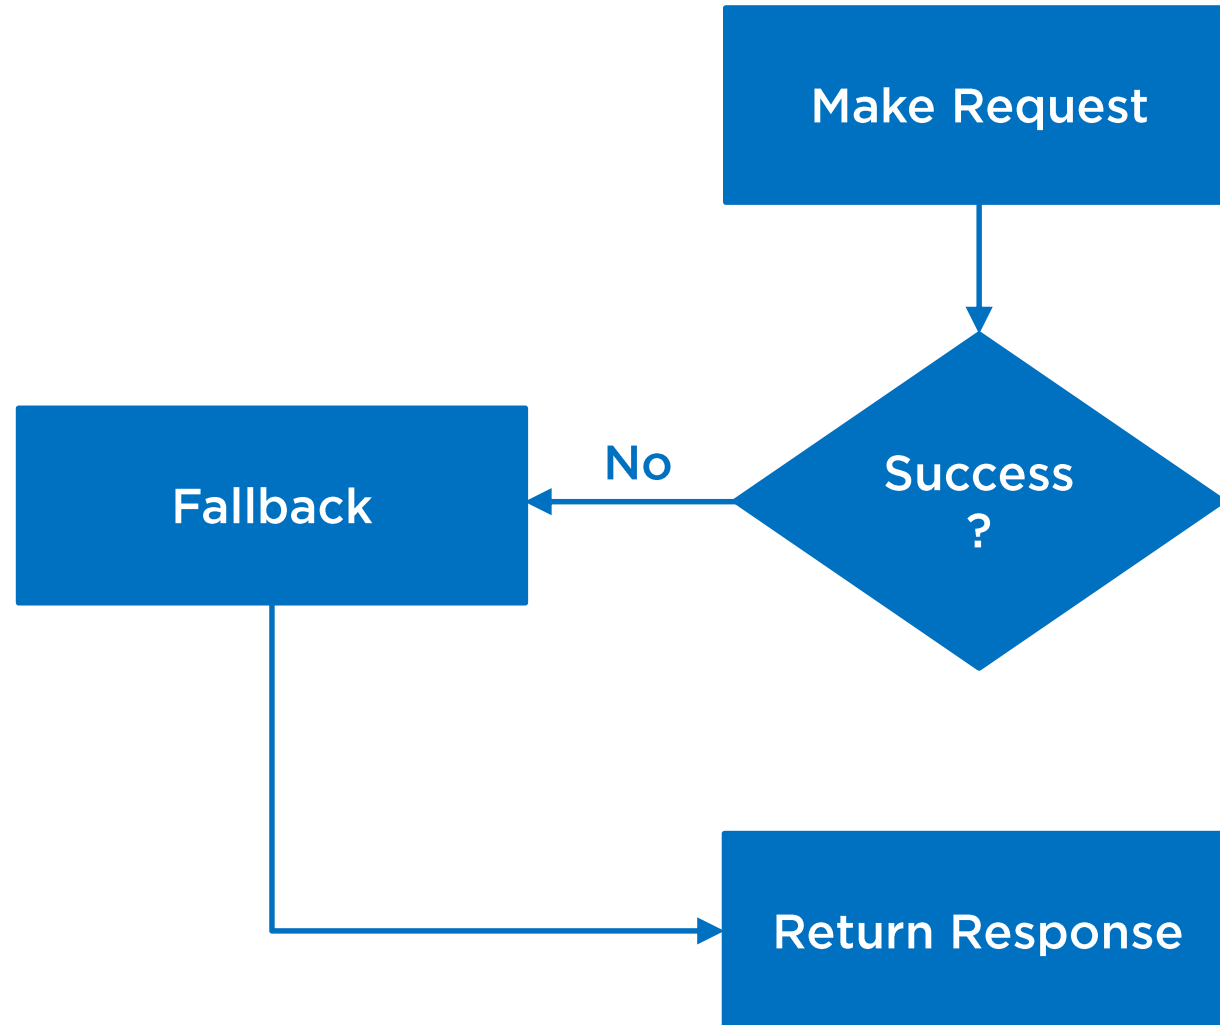 Make Request
Success
?
No
Fallback
Return Response